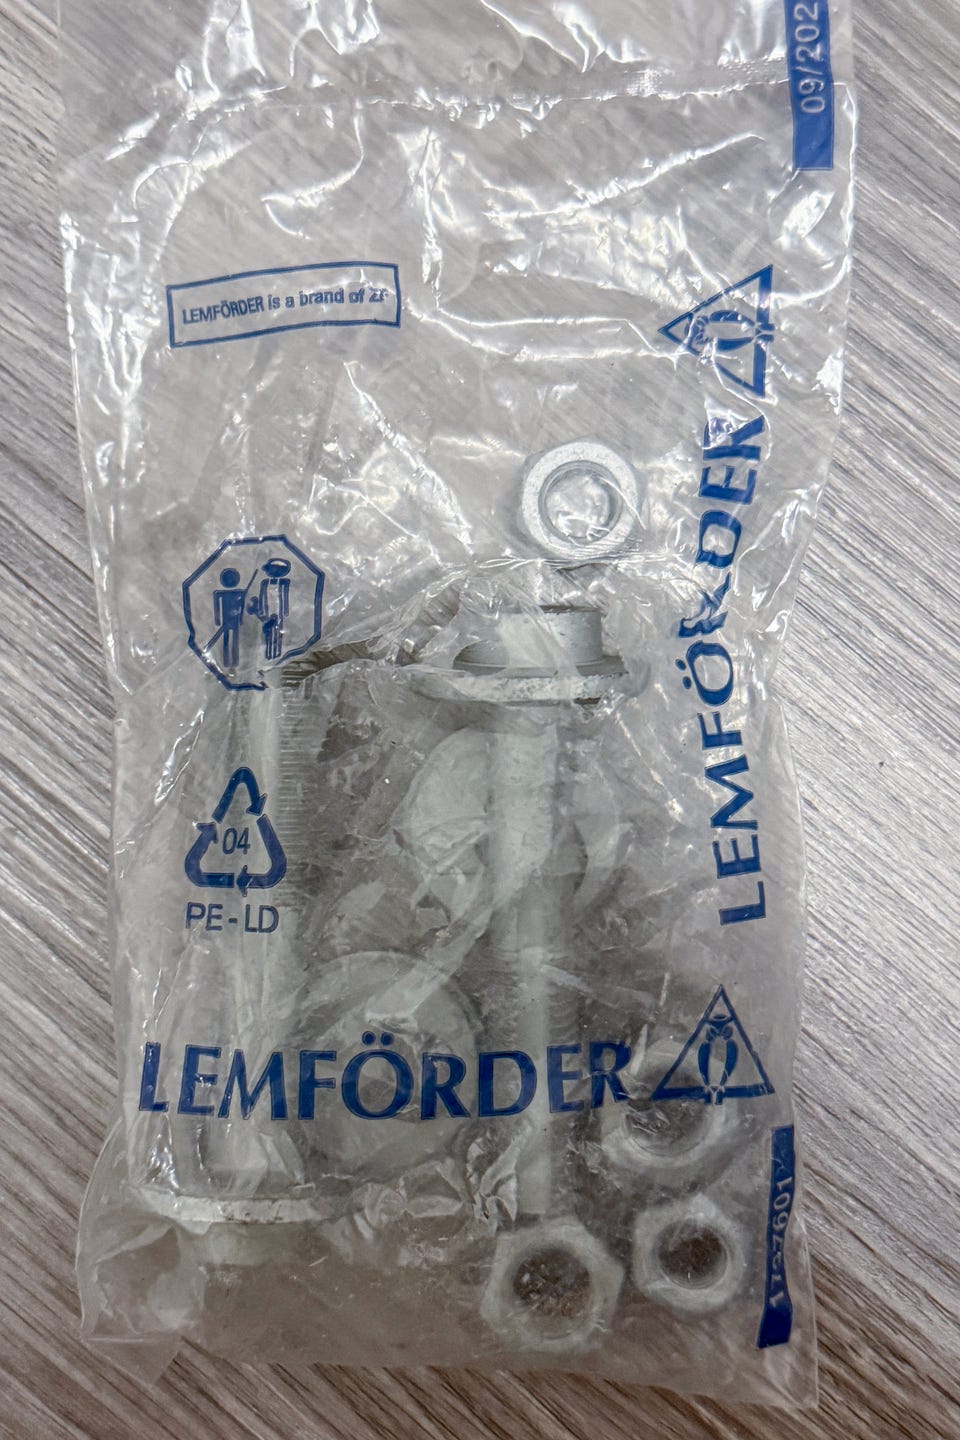 09/202
LEMFÖRDER is a brand of ZF
LEMFÖRDER
04
PE-LD
LEMFÖRDER